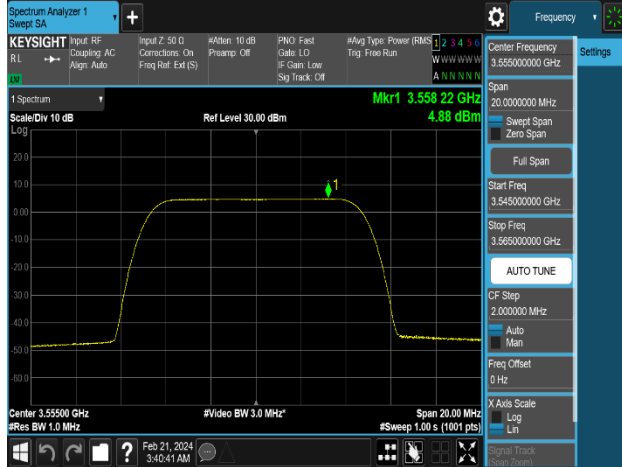 Spectrum Analyzer 1
Swept SA
+
Frequency
KEYSIGHT
RL
LXI
Input: RF
Coupling: AC
Align: Auto
Input Z: 50 Ω
Corrections: On
Freq Ref: Ext (S)
#Atten: 10 dB
Preamp: Off
PNO: Fast
Gate: LO
IF Gain: Low
Sig Track: Off
#Avg Type: Power (RMS
Trig: Free Run
1 2 3 4 5 6
W W W W W W
A N N N N N
Center Frequency
3.555000000 GHz
Settings
Span
20.0000000 MHz
Swept Span
Zero Span
Full Span
Start Freq
3.545000000 GHz
Stop Freq
3.565000000 GHz
AUTO TUNE
CF Step
2.000000 MHz
Auto
Man
Freq Offset
0 Hz
X Axis Scale
Log
Lin
Signal Track
(Span Zoom)
1 Spectrum
Mkr1 3.558 22 GHz
Scale/Div 10 dB
Ref Level 30.00 dBm
4.88 dBm
Log
20.0
10.0
1
0.00
-10.0
-20.0
-30.0
-40.0
-50.0
-60.0
Center 3.55500 GHz
#Video BW 3.0 MHz*
Span 20.00 MHz
#Res BW 1.0 MHz
#Sweep 1.00 s (1001 pts)
?
Feb 21, 2024
3:40:41 AM